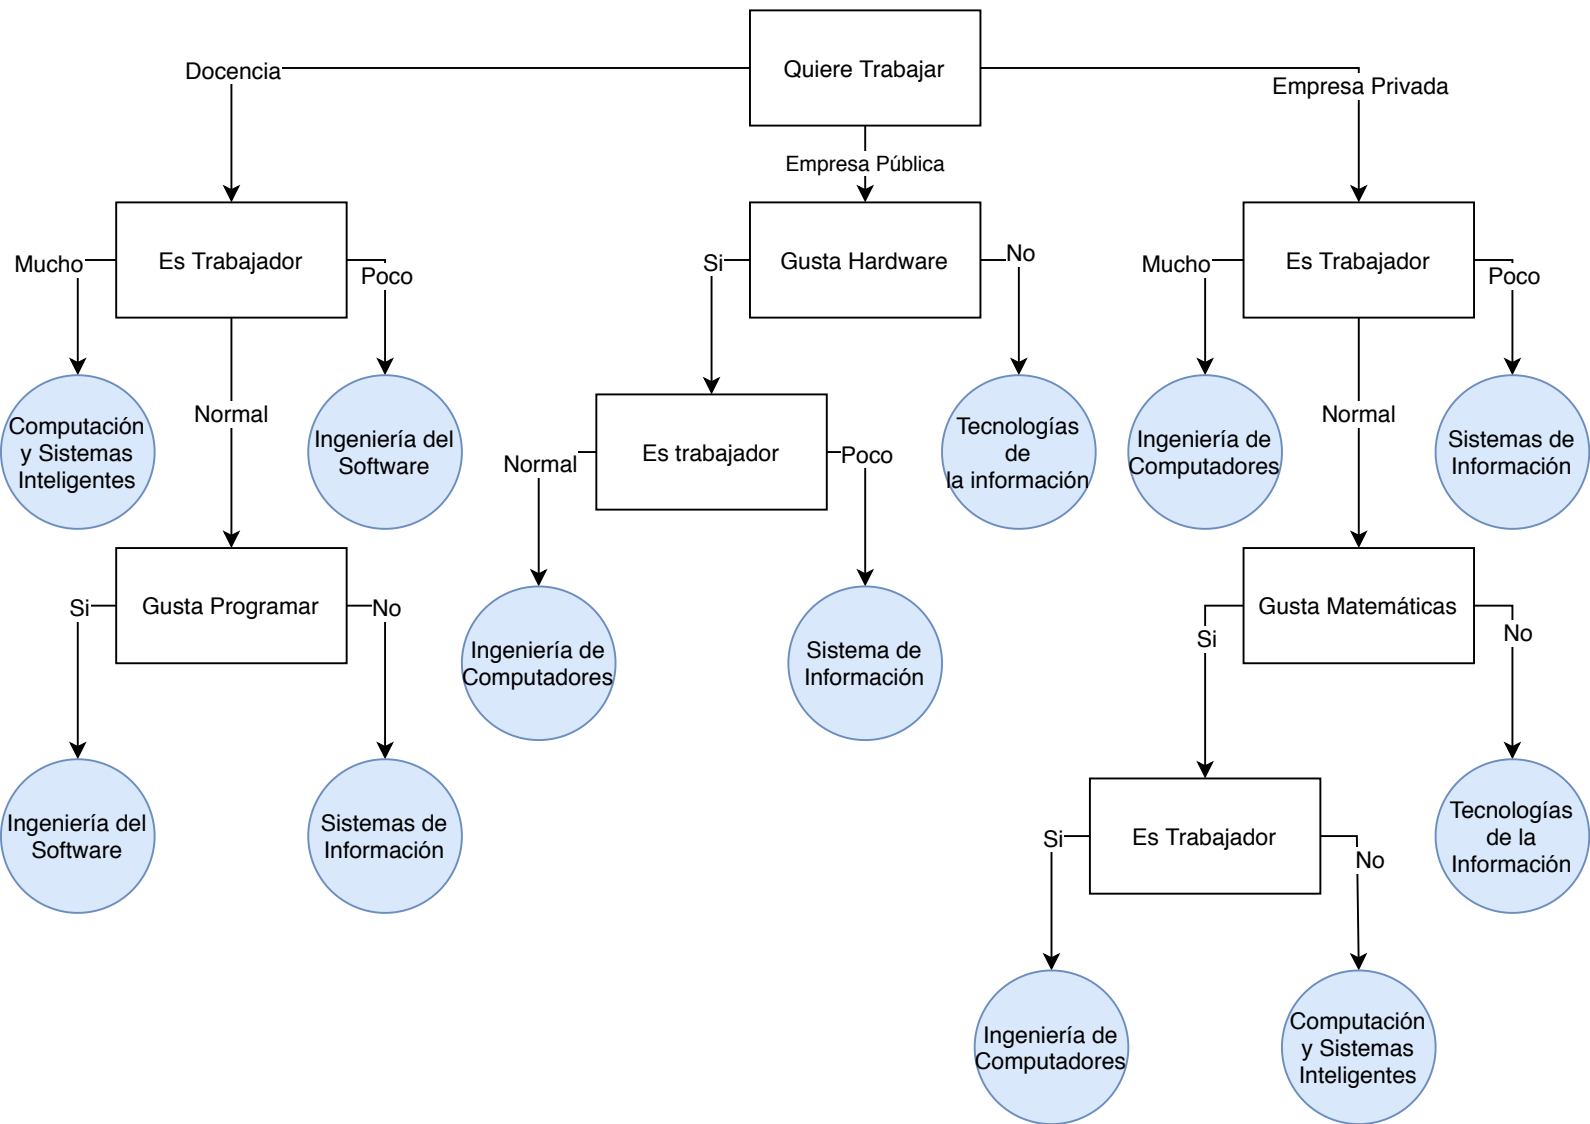 Quiere Trabajar
Docencia
Empresa Privada
Empresa Pública
Es Trabajador
Mucho
Poco
Normal
Gusta Hardware
Si
No
Es Trabajador
Mucho
Poco
Normal
Computación
y Sistemas
Inteligentes
Ingeniería del
Software
Es trabajador
Normal
Poco
Tecnologías
de
la información
Ingeniería de
Computadores
Sistemas de
Información
Gusta Programar
Si
No
Ingeniería de
Computadores
Sistema de
Información
Gusta Matemáticas
Si
No
Ingeniería del
Software
Sistemas de
Información
Es Trabajador
Si
No
Tecnologías
de la
Información
Ingeniería de
Computadores
Computación
y Sistemas
Inteligentes